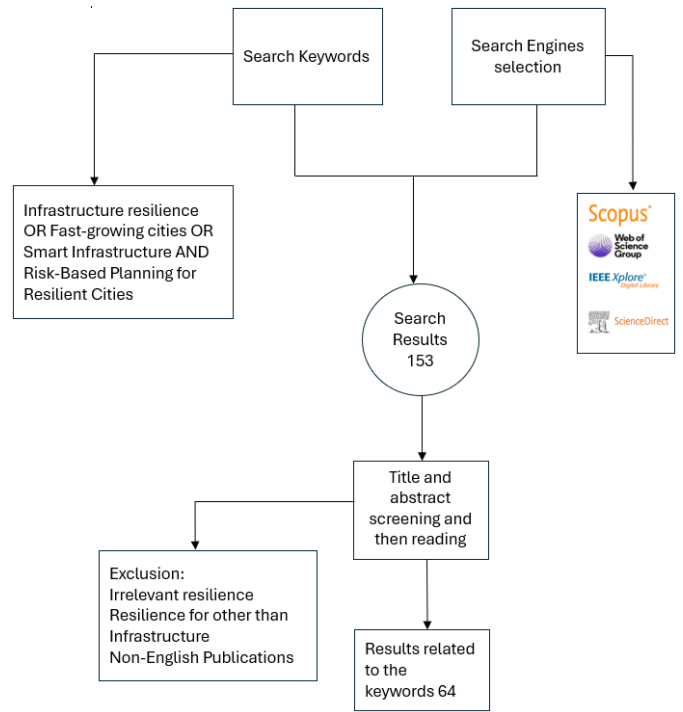 Search Keywords
Search Engines
selection
Infrastructure resilience
OR Fast-growing cities OR
Smart Infrastructure AND
Risk-Based Planning for
Resilient Cities
Scopus
Web of
Science
Group
IEEE Xplore®
Digital Library
ScienceDirect
Search
Results
153
Title and
abstract
screening and
then reading
Exclusion:
Irrelevant resilience
Resilience for other than
Infrastructure
Non-English Publications
Results related
to the
keywords 64